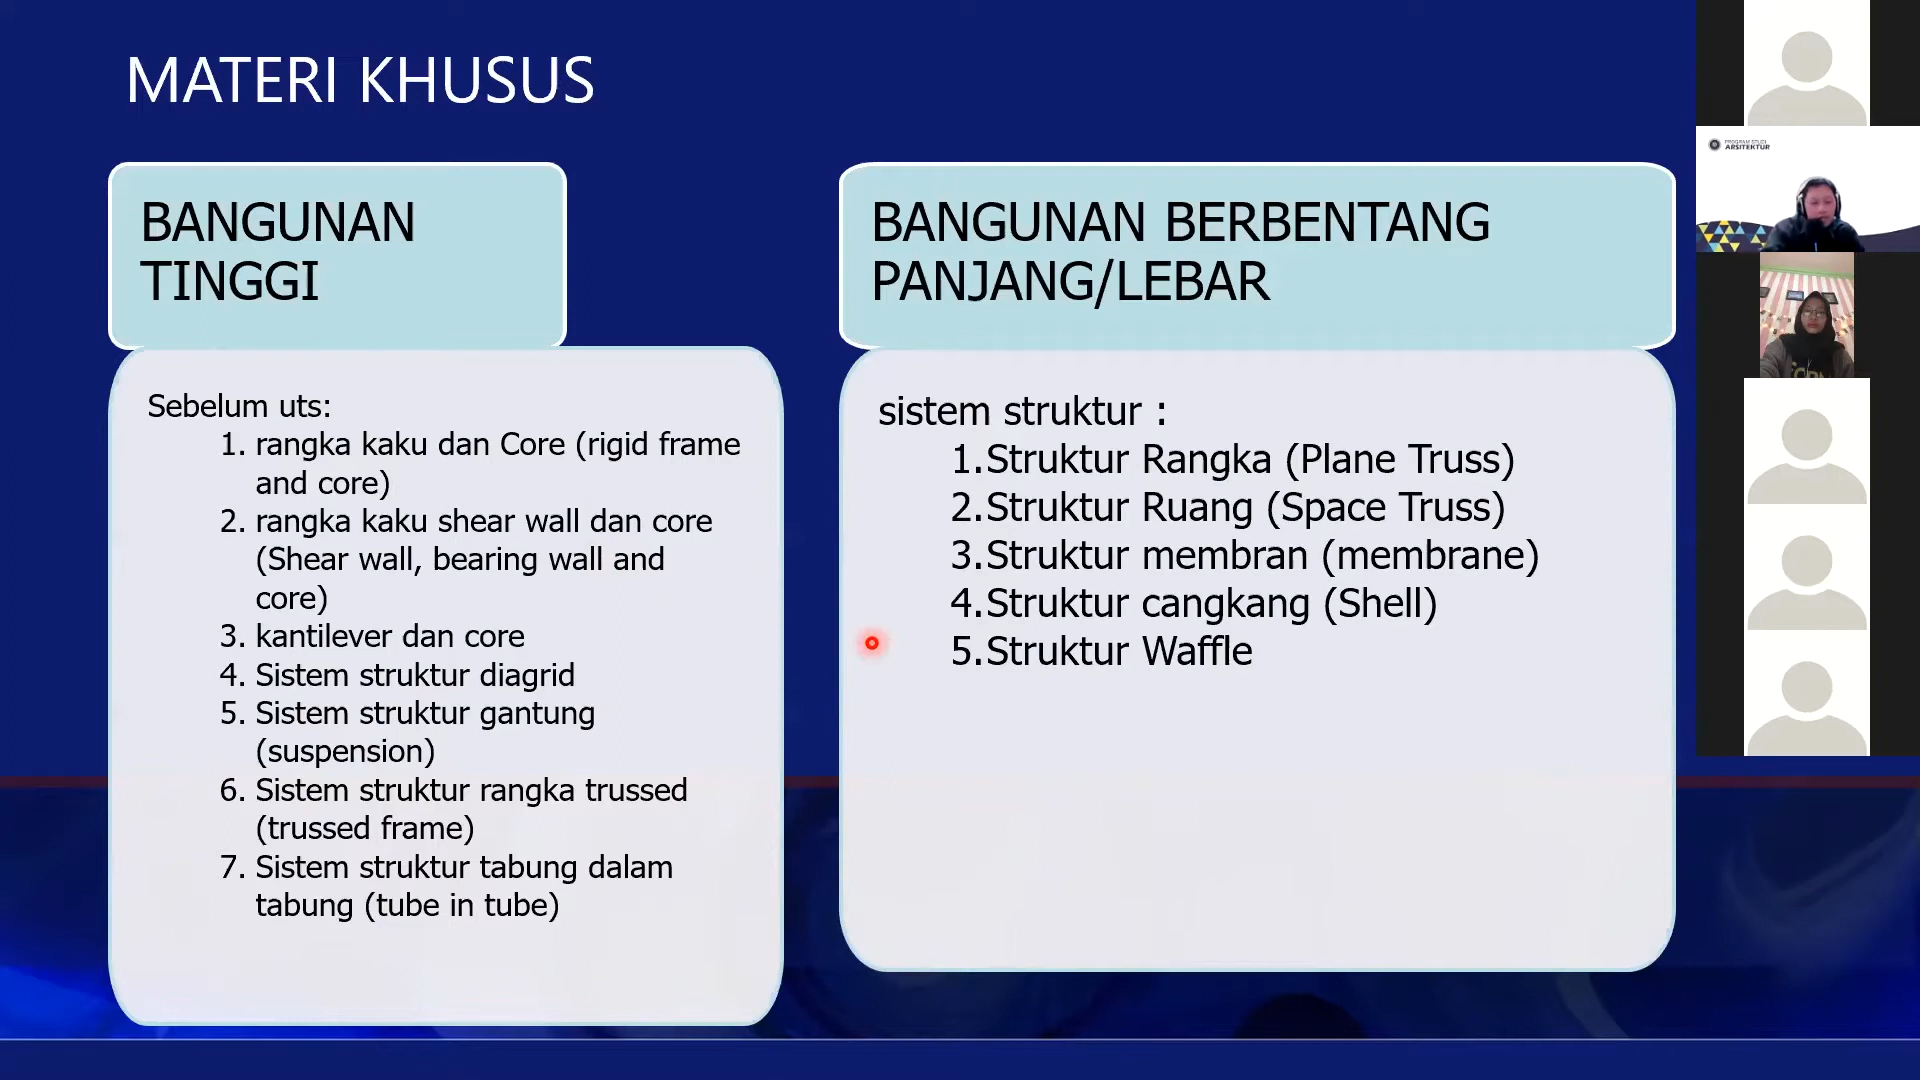 MATERI KHUSUS
BANGUNAN
TINGGI
Sebelum uts:
1. rangka kaku dan Core (rigid frame
and core)
2. rangka kaku shear wall dan core
(Shear wall, bearing wall and
core)
3. kantilever dan core
4. Sistem struktur diagrid
5. Sistem struktur gantung
(suspension)
6. Sistem struktur rangka trussed
(trussed frame)
7. Sistem struktur tabung dalam
tabung (tube in tube)
BANGUNAN BERBENTANG
PANJANG/LEBAR
sistem struktur :
1.Struktur Rangka (Plane Truss)
2.Struktur Ruang (Space Truss)
3.Struktur membran (membrane)
4.Struktur cangkang (Shell)
5.Struktur Waffle
PROGRAM STUDI
ARSITEKTUR